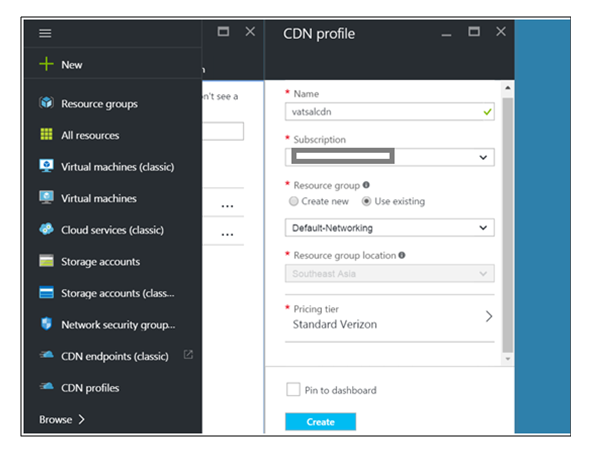 New
Resource groups
All resources
Virtual machines (classic)
Virtual machines
Cloud services (classic)
Storage accounts
Storage accounts (class...
Network security group...
CDN endpoints (classic)
CDN profiles
Browse >
n't see a
...
...
CDN profile
* Name
vatsalcdn
* Subscription
* Resource group
Create new Use existing
Default-Networking
* Resource group location
Southeast Asia
* Pricing tier
Standard Verizon
Pin to dashboard
Create